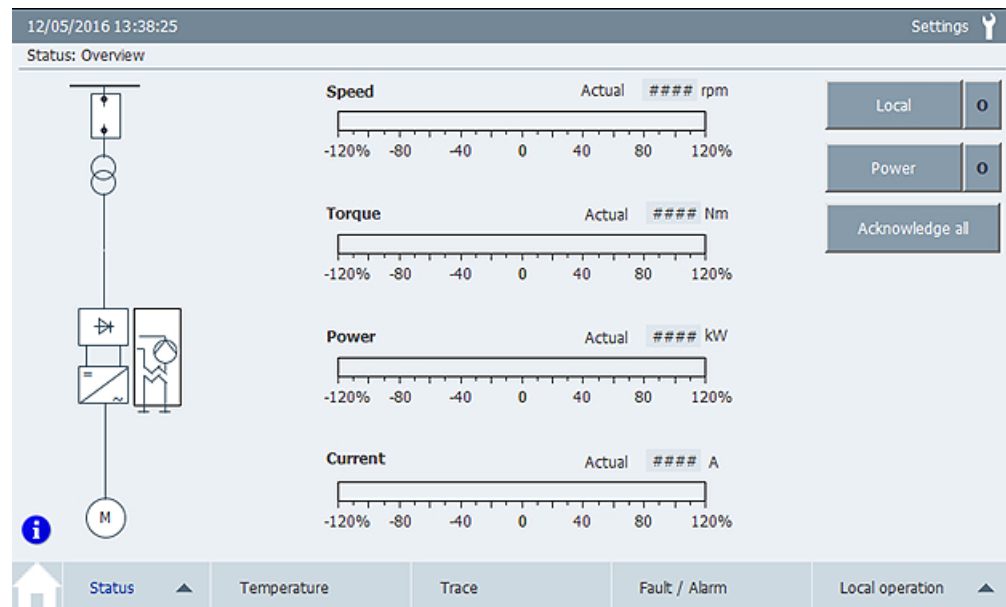 12/05/2016 13:38:25 Settings
Status: Overview
Speed Actual #### rpm
-120% -80 -40 0 40 80 120%
Local O
Power O
Acknowledge all
Torque Actual #### Nm
-120% -80 -40 0 40 80 120%
Power Actual #### kW
-120% -80 -40 0 40 80 120%
Current Actual #### A
-120% -80 -40 0 40 80 120%
=
~
M
i
Status Temperature Trace Fault / Alarm Local operation